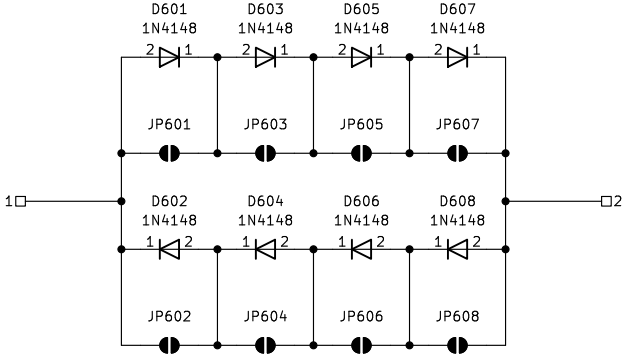 D601 D603 D605 D607
1N4148 1N4148 1N4148 1N4148
2 1 2 1 2 1 2 1
JP601 JP603 JP605 JP607
1 2
D602 D604 D606 D608
1N4148 1N4148 1N4148 1N4148
1 2 1 2 1 2 1 2
JP602 JP604 JP606 JP608